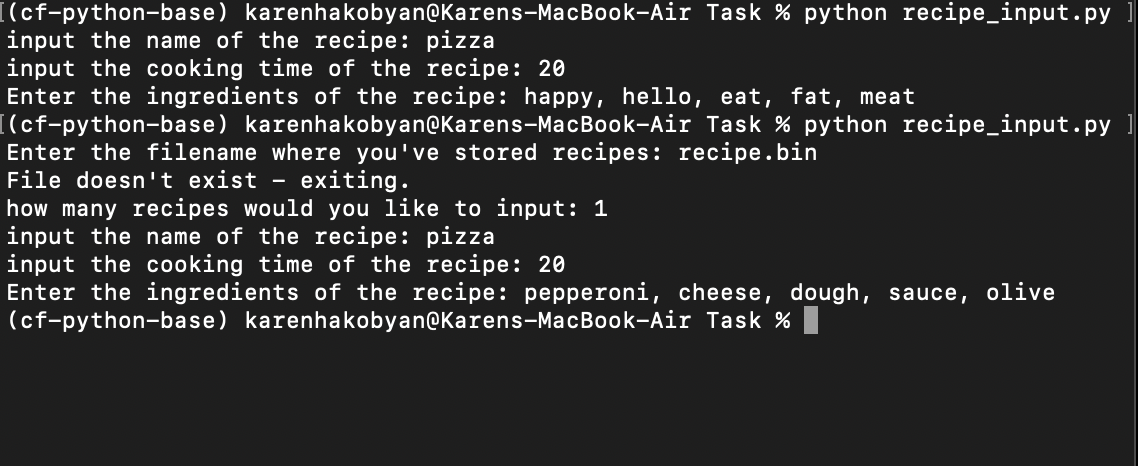 [(cf-python-base) karenhakobyan@Karens-MacBook-Air Task % python recipe_input.py ]
input the name of the recipe: pizza
input the cooking time of the recipe: 20
Enter the ingredients of the recipe: happy, hello, eat, fat, meat
[(cf-python-base) karenhakobyan@Karens-MacBook-Air Task % python recipe_input.py ]
Enter the filename where you've stored recipes: recipe.bin
File doesn't exist - exiting.
how many recipes would you like to input: 1
input the name of the recipe: pizza
input the cooking time of the recipe: 20
Enter the ingredients of the recipe: pepperoni, cheese, dough, sauce, olive
(cf-python-base) karenhakobyan@Karens-MacBook-Air Task %